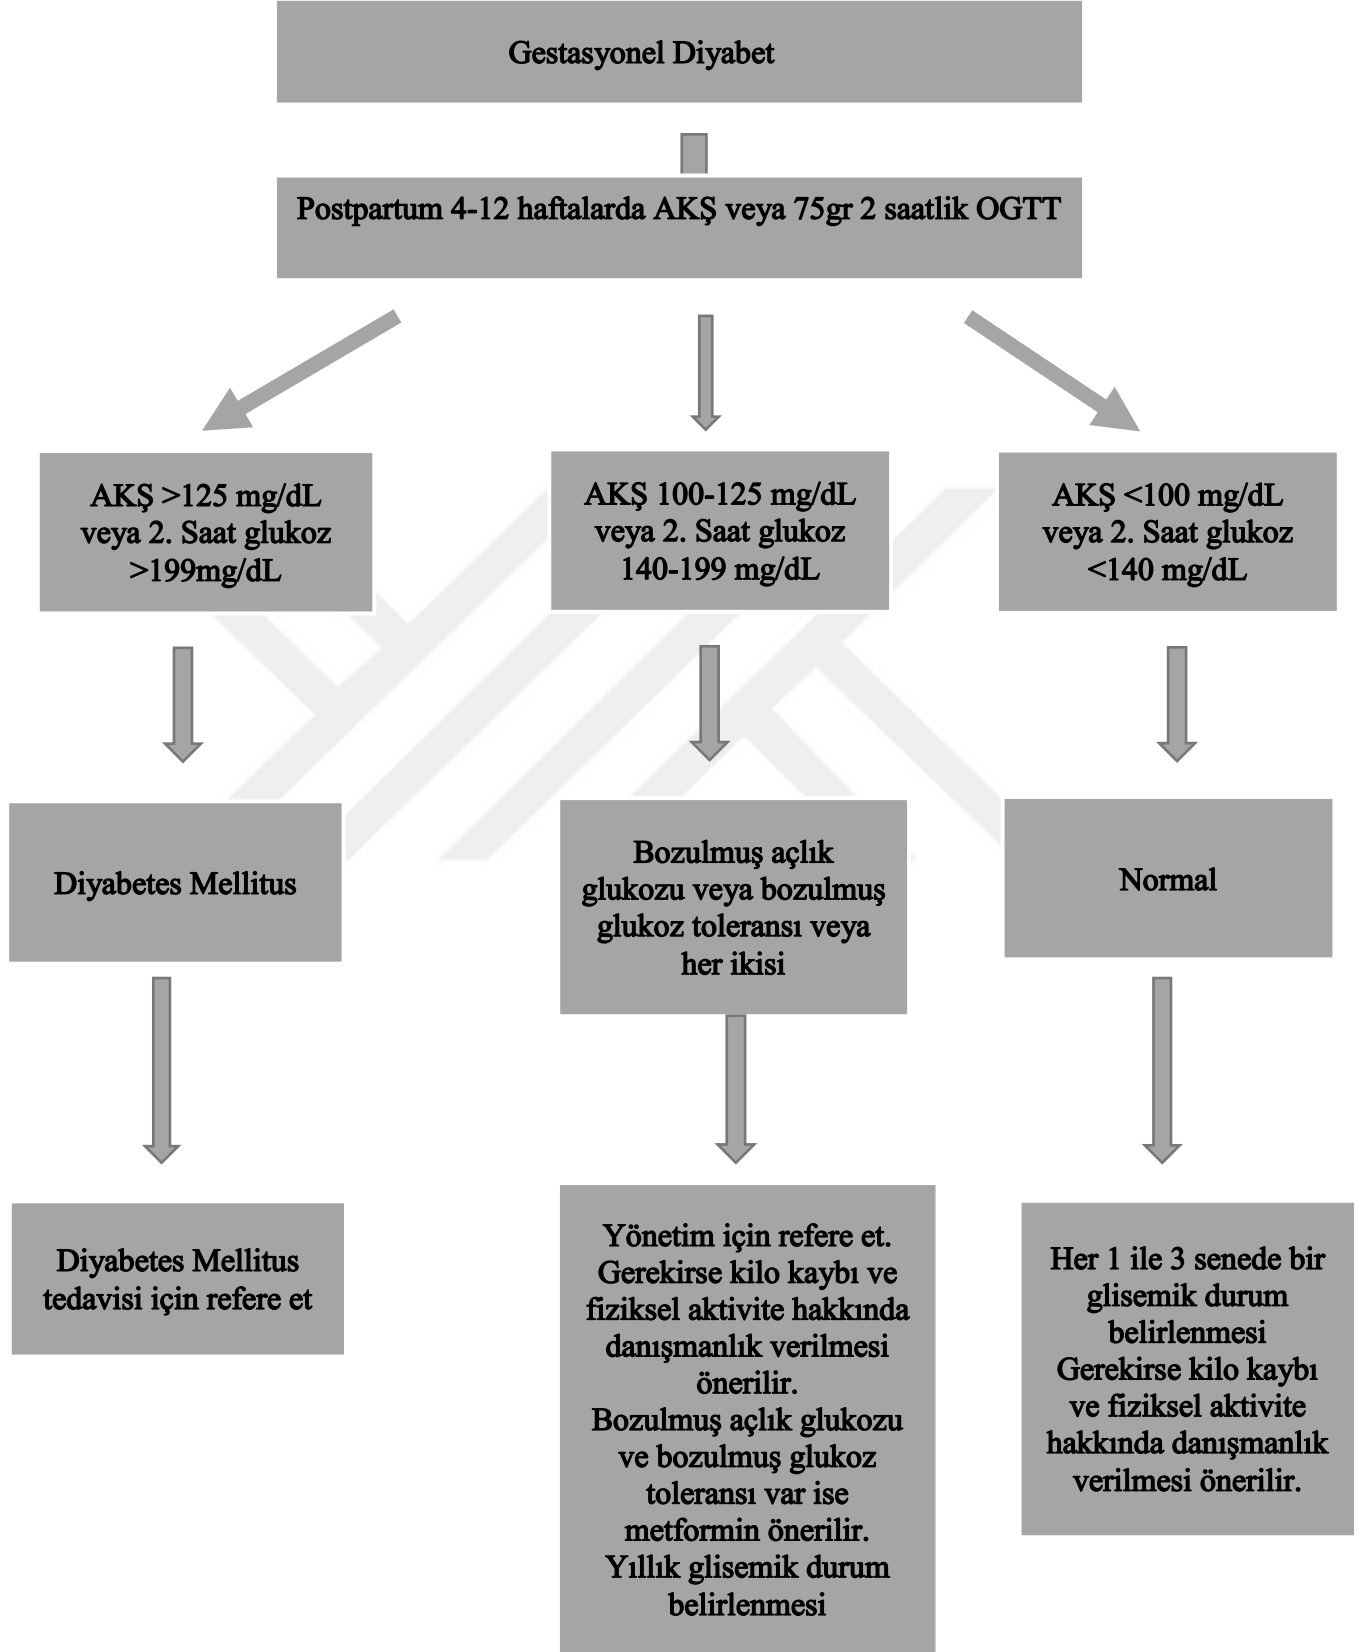 Gestasyonel Diyabet
Postpartum 4-12 haftalarda AKŞ veya 75gr 2 saatlik OGTT
AKŞ >125 mg/dL
veya 2. Saat glukoz
>199mg/dL
AKŞ 100-125 mg/dL
veya 2. Saat glukoz
140-199 mg/dL
AKŞ <100 mg/dL
veya 2. Saat glukoz
<140 mg/dL
Diyabetes Mellitus
Bozulmuş açlık
glukozu veya bozulmuş
glukoz toleransı veya
her ikisi
Normal
Diyabetes Mellitus
tedavisi için refere et
Yönetim için refere et.
Gerekirse kilo kaybı ve
fiziksel aktivite hakkında
danışmanlık verilmesi
önerilir.
Bozulmuş açlık glukozu
ve bozulmuş glukoz
toleransı var ise
metformin önerilir.
Yıllık glisemik durum
belirlenmesi
Her 1 ile 3 senede bir
glisemik durum
belirlenmesi
Gerekirse kilo kaybı
ve fiziksel aktivite
hakkında danışmanlık
verilmesi önerilir.